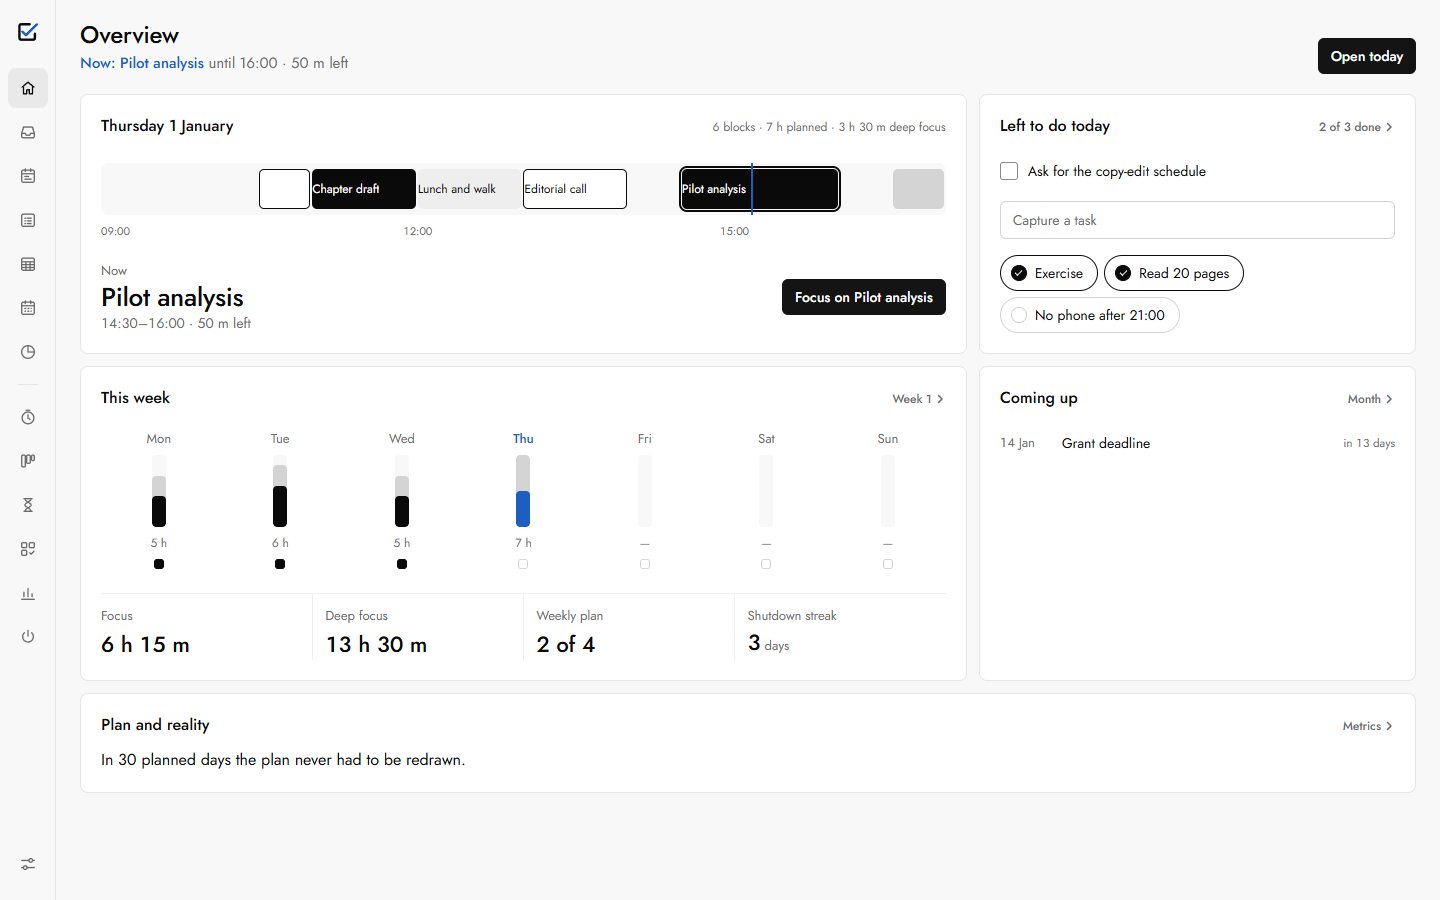 Overview
Now: Pilot analysis until 16:00 · 50 m left
Open today
Thursday 1 January
6 blocks · 7 h planned · 3 h 30 m deep focus
Chapter draft
Lunch and walk
Editorial call
Pilot analysis
09:00
12:00
15:00
Now
Pilot analysis
14:30–16:00 · 50 m left
Focus on Pilot analysis
Left to do today
2 of 3 done
Ask for the copy-edit schedule
Capture a task
Exercise
Read 20 pages
No phone after 21:00
This week
Week 1
Mon
Tue
Wed
Thu
Fri
Sat
Sun
5 h
6 h
5 h
7 h
—
—
—
Focus
6 h 15 m
Deep focus
13 h 30 m
Weekly plan
2 of 4
Shutdown streak
3 days
Coming up
Month
14 Jan
Grant deadline
in 13 days
Plan and reality
Metrics
In 30 planned days the plan never had to be redrawn.